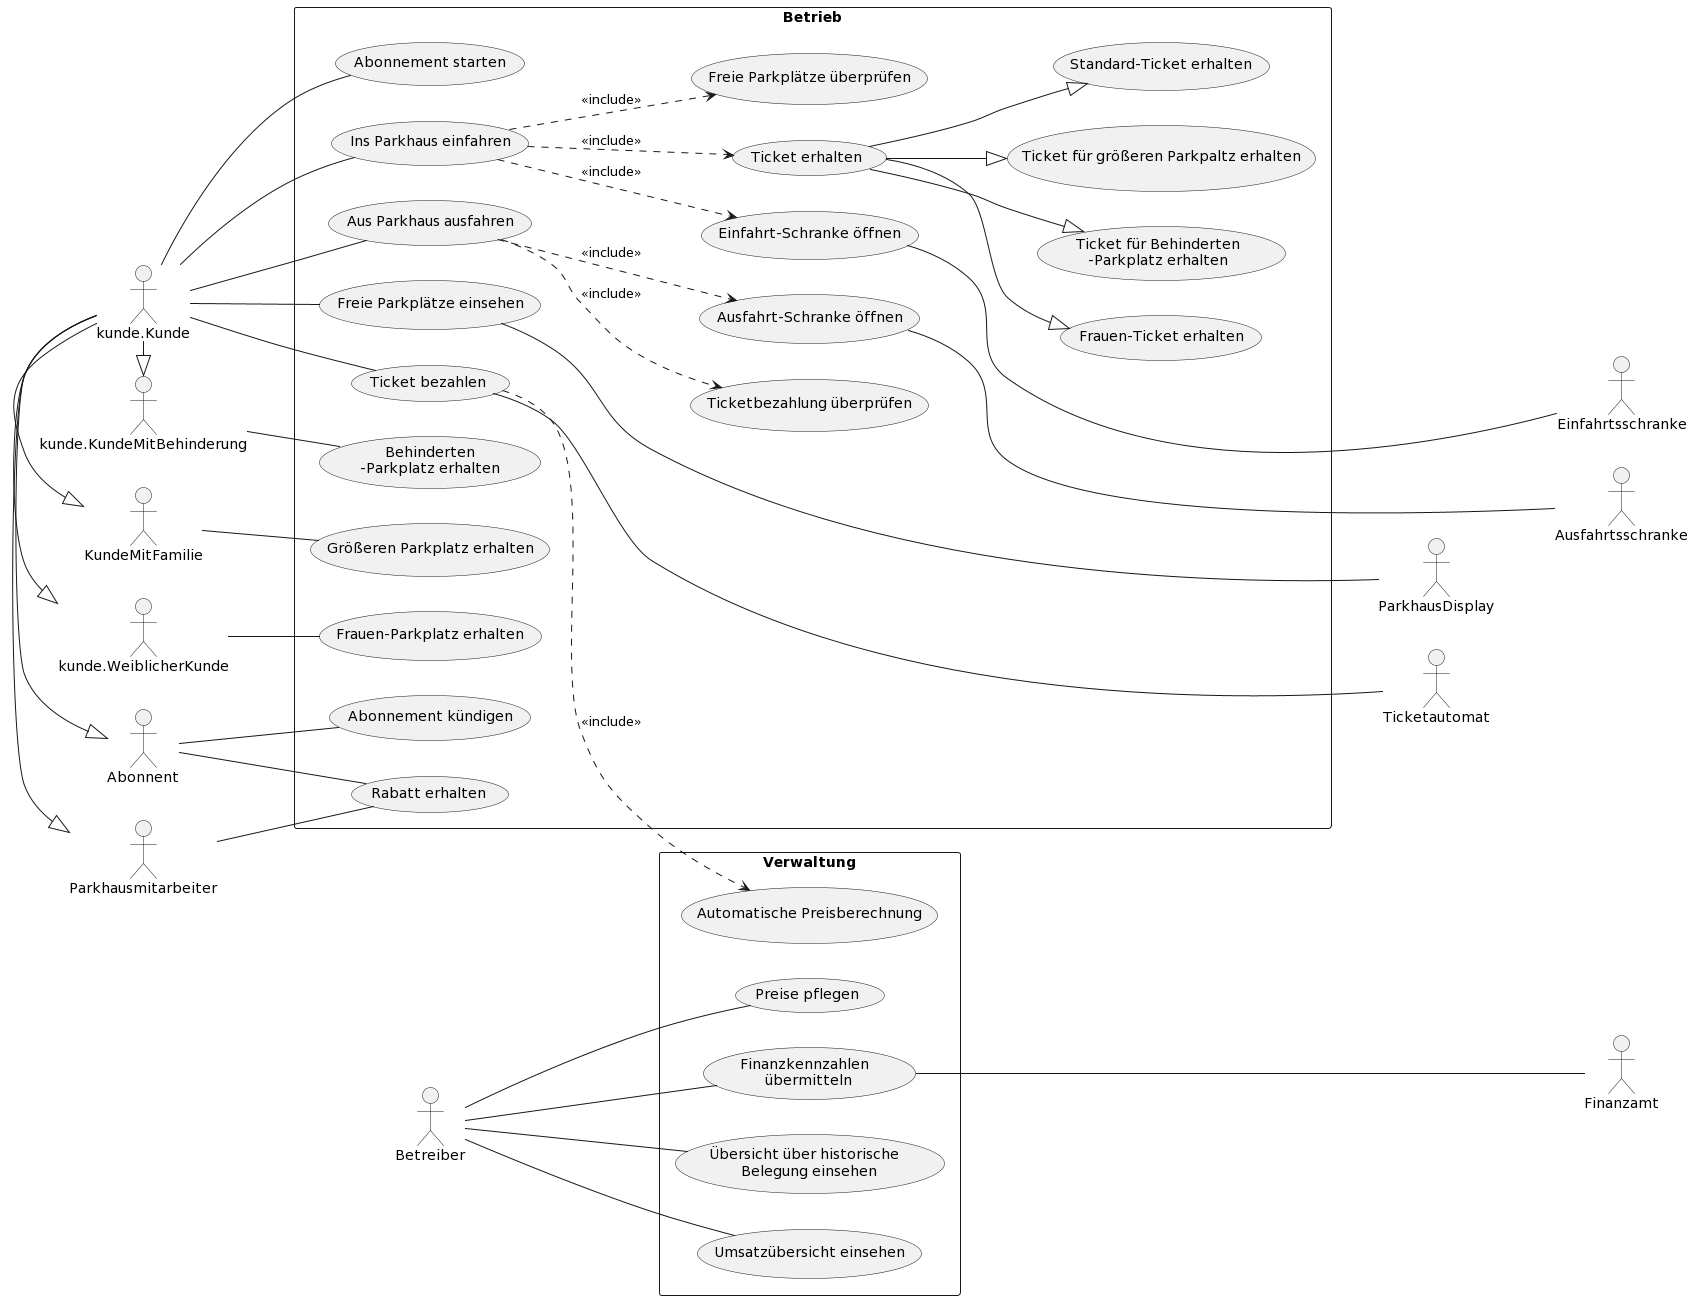 Betrieb
Abonnement starten
Ins Parkhaus einfahren
Aus Parkhaus ausfahren
Freie Parkplätze einsehen
Ticket bezahlen
Behinderten
-Parkplatz erhalten
Größeren Parkplatz erhalten
Frauen-Parkplatz erhalten
Abonnement kündigen
Rabatt erhalten
«include»
«include»
«include»
«include»
«include»
«include»
Freie Parkplätze überprüfen
Ticket erhalten
Einfahrt-Schranke öffnen
Ausfahrt-Schranke öffnen
Ticketbezahlung überprüfen
Standard-Ticket erhalten
Ticket für größeren Parkpaltz erhalten
Ticket für Behinderten
-Parkplatz erhalten
Frauen-Ticket erhalten
kunde.Kunde
kunde.KundeMitBehinderung
KundeMitFamilie
kunde.WeiblicherKunde
Abonnent
Parkhausmitarbeiter
Einfahrtsschranke
Ausfahrtsschranke
ParkhausDisplay
Ticketautomat
Verwaltung
Automatische Preisberechnung
Preise pflegen
Finanzkennzahlen
übermitteln
Übersicht über historische
Belegung einsehen
Umsatzübersicht einsehen
Betreiber
Finanzamt